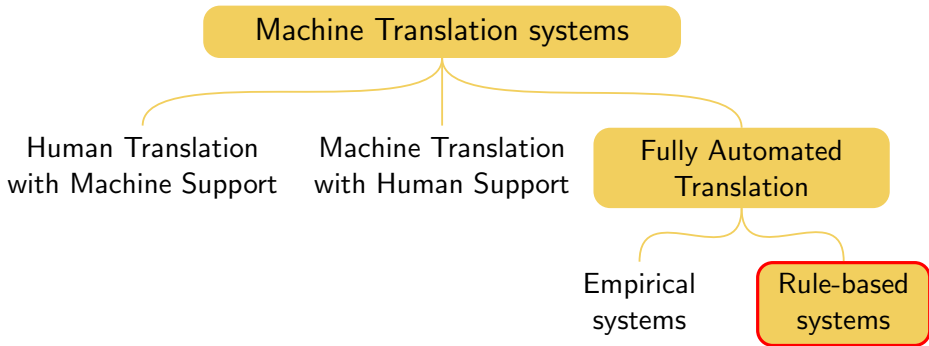 Machine Translation systems
Human Translation
with Machine Support
Machine Translation
with Human Support
Fully Automated
Translation
Empirical
systems
Rule-based
systems